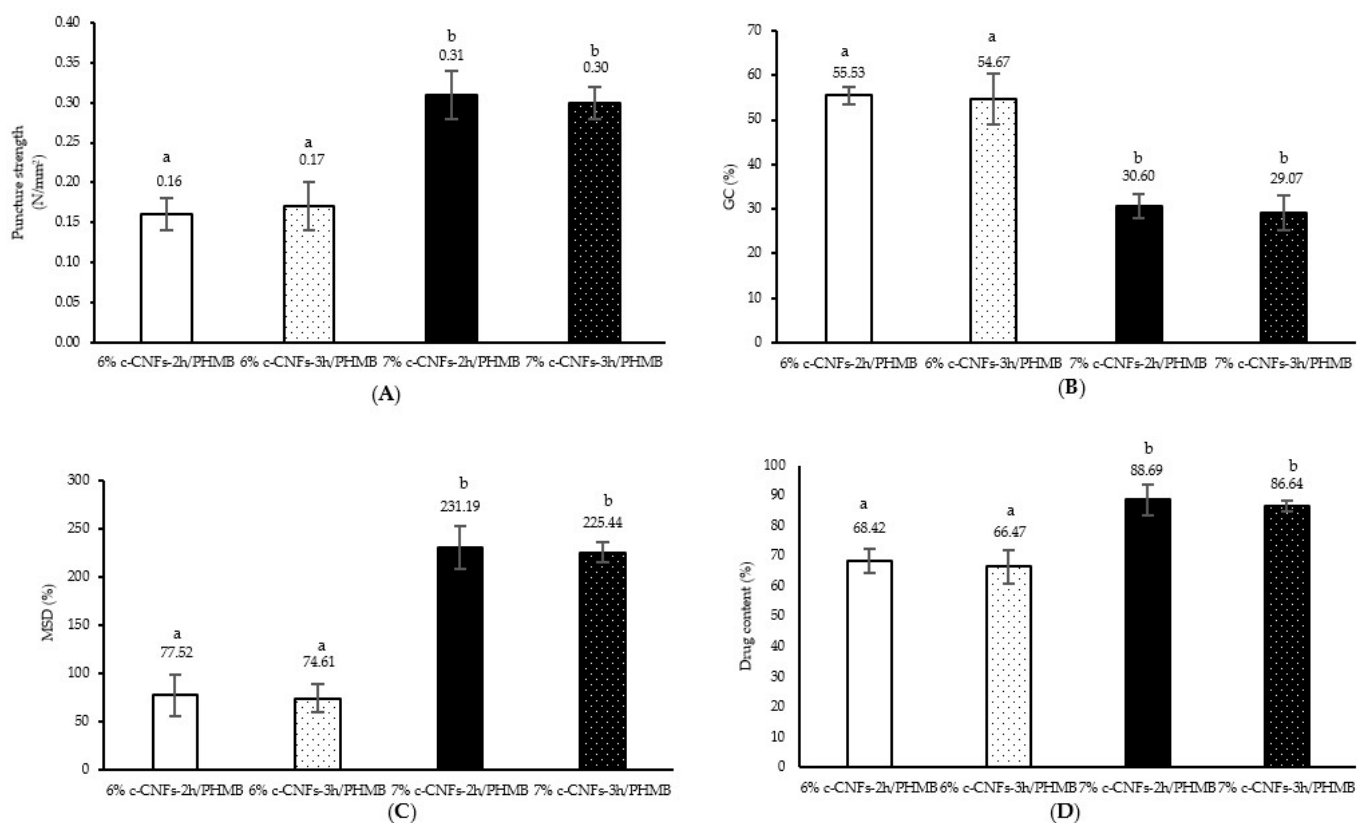 0.40
0.35
0.30
0.25
0.20
0.15
0.10
0.05
0.00
Puncture strength
(N/mm²)
a
0.16
a
0.17
b
0.31
b
0.30
6% c-CNFs-2h/PHMB 6% c-CNFs-3h/PHMB 7% c-CNFs-2h/PHMB 7% c-CNFs-3h/PHMB
(A)
70
60
50
40
30
20
10
0
GC (%)
a
55.53
a
54.67
b
30.60
b
29.07
6% c-CNFs-2h/PHMB 6% c-CNFs-3h/PHMB 7% c-CNFs-2h/PHMB 7% c-CNFs-3h/PHMB
(B)
300
250
200
150
100
50
0
MSD (%)
a
77.52
a
74.61
b
231.19
b
225.44
6% c-CNFs-2h/PHMB 6% c-CNFs-3h/PHMB 7% c-CNFs-2h/PHMB 7% c-CNFs-3h/PHMB
(C)
100
90
80
70
60
50
40
30
20
10
0
Drug content (%)
a
68.42
a
66.47
b
88.69
b
86.64
6% c-CNFs-2h/PHMB 6% c-CNFs-3h/PHMB 7% c-CNFs-2h/PHMB 7% c-CNFs-3h/PHMB
(D)